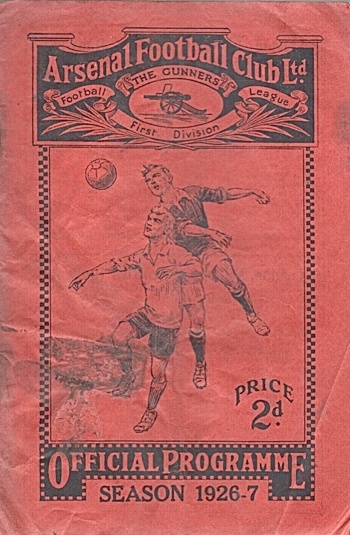 Arsenal Football Club Ltd.
"THE GUNNERS"
Football League
First Division
PRICE
2d.
OFFICIAL PROGRAMME
SEASON 1926-7